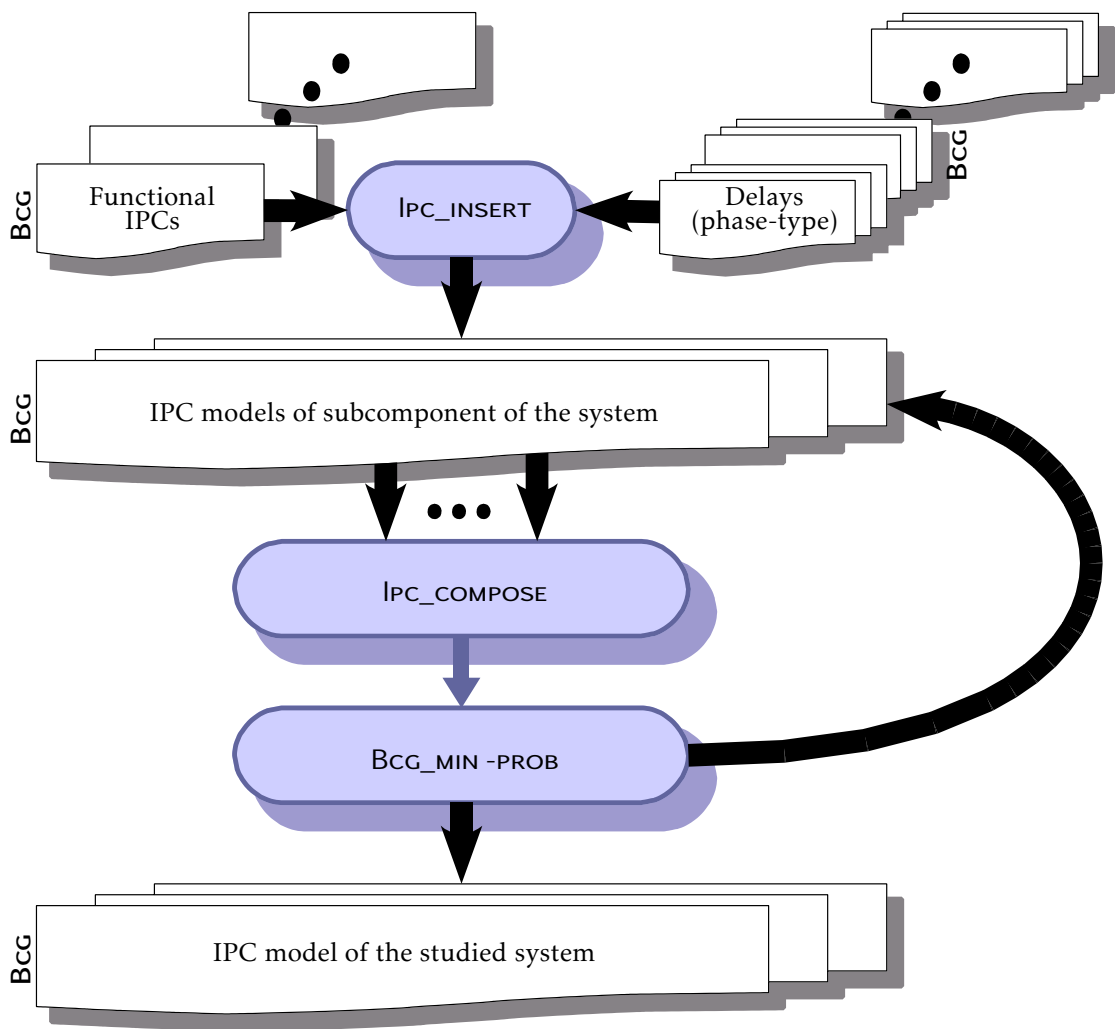 BCG
Functional
IPCs
IPC_INSERT
Delays
(phase-type)
BCG
BCG
IPC models of subcomponent of the system
IPC_COMPOSE
BCG_MIN -PROB
BCG
IPC model of the studied system